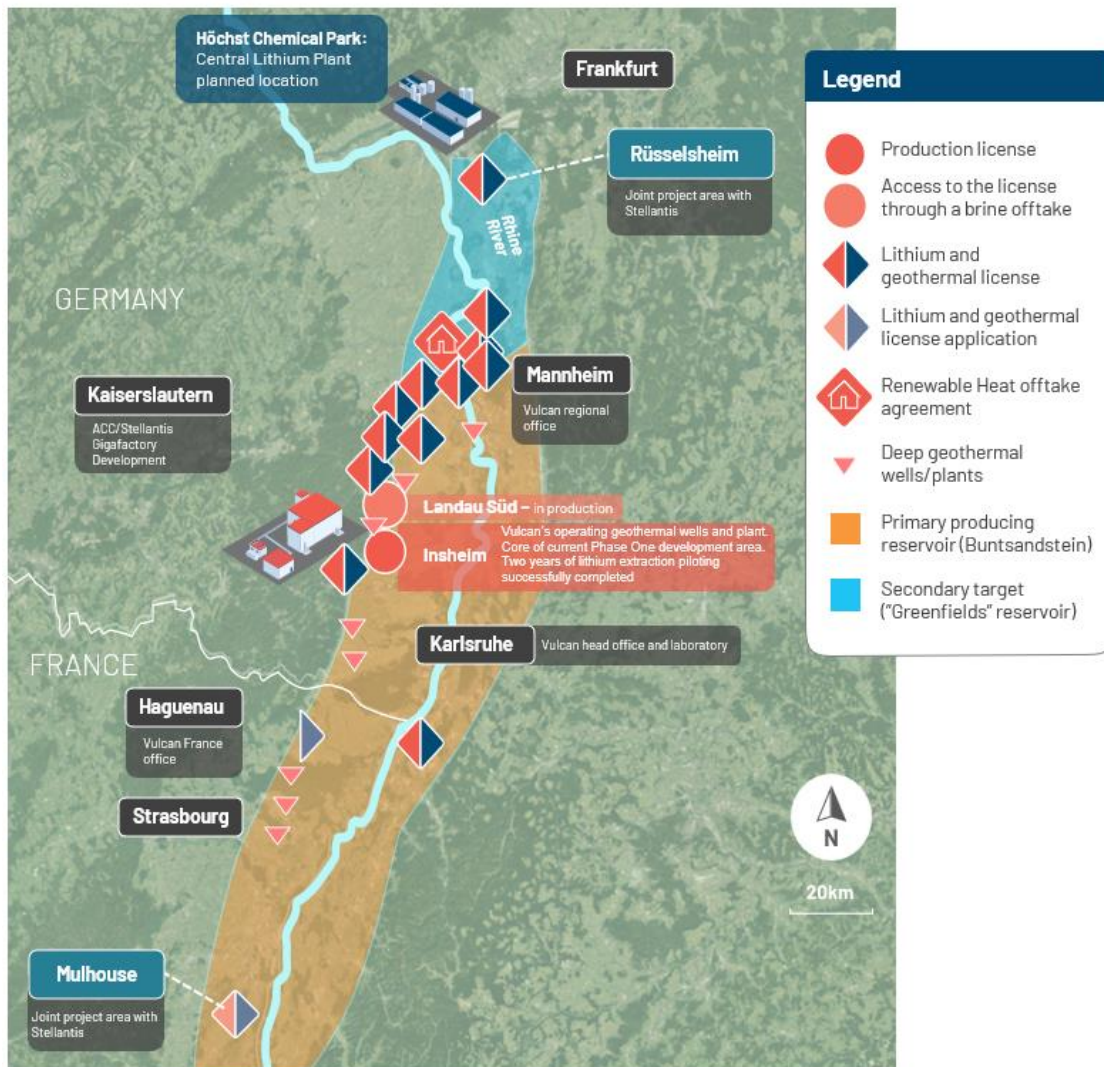 Höchst Chemical Park:
Central Lithium Plant
planned location
Frankfurt
Rüsselsheim
Joint project area with
Stellantis
Rhine
River
GERMANY
Kaiserslautern
ACC/Stellantis
Gigafactory
Development
Mannheim
Vulcan regional
office
Landau Süd – in production
Insheim
Vulcan's operating geothermal wells and plant.
Core of current Phase One development area.
Two years of lithium extraction piloting
successfully completed
Karlsruhe
Vulcan head office and laboratory
FRANCE
Haguenau
Vulcan France
office
Strasbourg
Mulhouse
Joint project area with
Stellantis
N
20km
Legend
Production license
Access to the license
through a brine offtake
Lithium and
geothermal license
Lithium and geothermal
license application
Renewable Heat offtake
agreement
Deep geothermal
wells/plants
Primary producing
reservoir (Buntsandstein)
Secondary target
("Greenfields" reservoir)